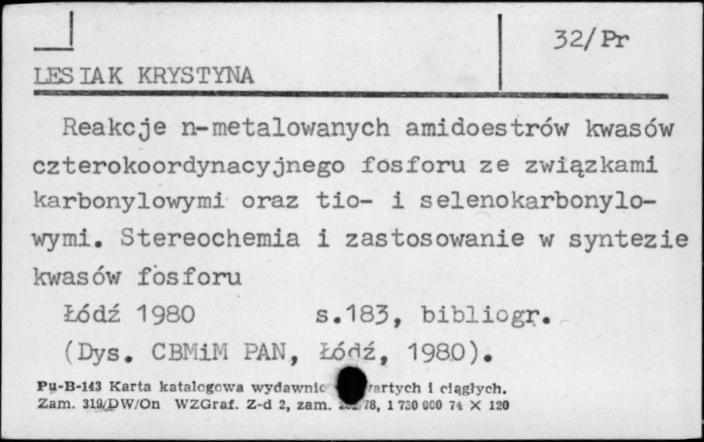 32/Pr
LESIAK KRYSTYNA
Reakcje n-metalowanych amidoestrów kwasów
czterokoordynacyjnego fosforu ze związkami
karbonylowymi oraz tio- i selenokarbonylo-
wymi. Stereochemia i zastosowanie w syntezie
kwasów fosforu
Łódź 1980 s.183, bibliogr.
(Dys. CBMiM PAN, Łódź, 1980).
Pu-B-143 Karta katalogowa wydawnic artych i ciągłych.
Zam. 319/DW/On WZGraf. Z-d 2, zam. /78, 1 730 000 74 X 120